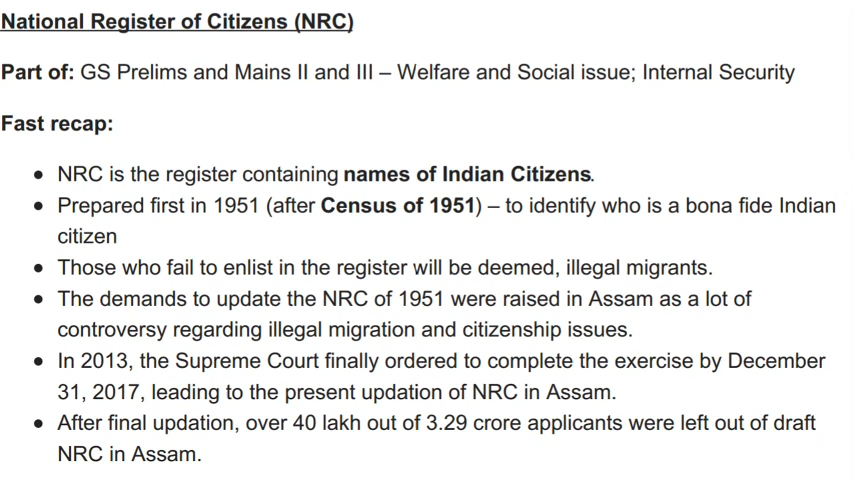 National Register of Citizens (NRC)
Part of: GS Prelims and Mains II and III – Welfare and Social issue; Internal Security
Fast recap:
• NRC is the register containing names of Indian Citizens.
• Prepared first in 1951 (after Census of 1951) – to identify who is a bona fide Indian
citizen
• Those who fail to enlist in the register will be deemed, illegal migrants.
• The demands to update the NRC of 1951 were raised in Assam as a lot of
controversy regarding illegal migration and citizenship issues.
• In 2013, the Supreme Court finally ordered to complete the exercise by December
31, 2017, leading to the present updation of NRC in Assam.
• After final updation, over 40 lakh out of 3.29 crore applicants were left out of draft
NRC in Assam.